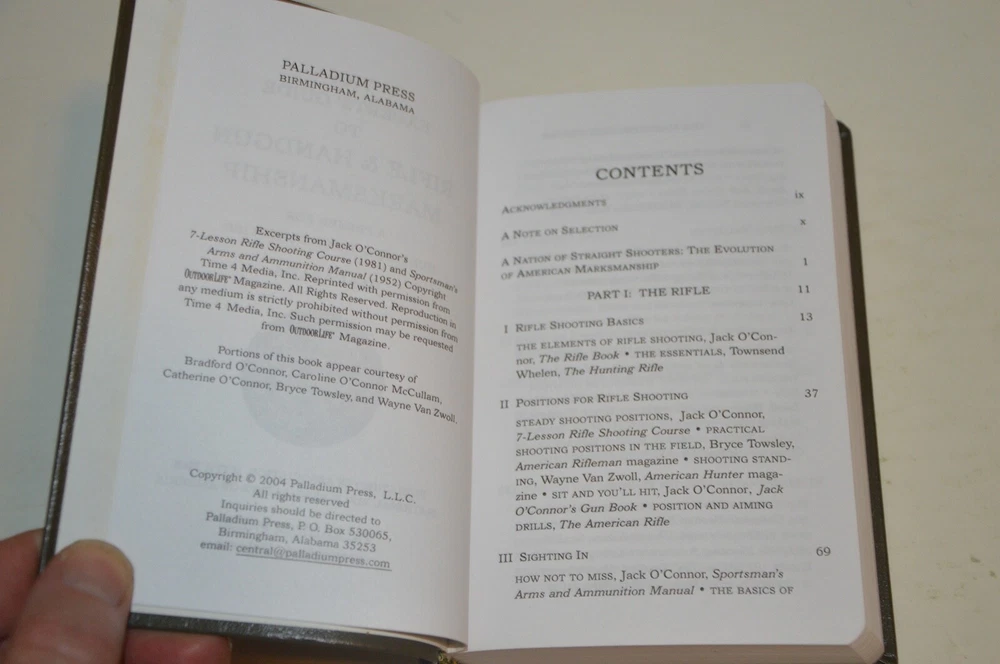 PALLADIUM PRESS
BIRMINGHAM, ALABAMA
Excerpts from Jack O'Connor's
7-Lesson Rifle Shooting Course (1981) and Sportsman's
Arms and Ammunition Manual (1952) Copyright
Time 4 Media, Inc. Reprinted with permission from
OUTDOORLIFE® Magazine. All Rights Reserved. Reproduction in
any medium is strictly prohibited without permission from
Time 4 Media, Inc. Such permission may be requested
from OUTDOORLIFE® Magazine.
Portions of this book appear courtesy of
Bradford O'Connor, Caroline O'Connor McCullam,
Catherine O'Connor, Bryce Towsley, and Wayne Van Zwoll.
Copyright © 2004 Palladium Press, L.L.C.
All rights reserved
Inquiries should be directed to
Palladium Press, P. O. Box 530065,
Birmingham, Alabama 35253
email: central@palladiumpress.com
CONTENTS
ACKNOWLEDGMENTS ix
A NOTE ON SELECTION x
A NATION OF STRAIGHT SHOOTERS: THE EVOLUTION
OF AMERICAN MARKSMANSHIP 1
PART I: THE RIFLE 11
I RIFLE SHOOTING BASICS 13
THE ELEMENTS OF RIFLE SHOOTING, Jack O'Con-
nor, The Rifle Book • THE ESSENTIALS, Townsend
Whelen, The Hunting Rifle
II POSITIONS FOR RIFLE SHOOTING 37
STEADY SHOOTING POSITIONS, Jack O'Connor,
7-Lesson Rifle Shooting Course • PRACTICAL
SHOOTING POSITIONS IN THE FIELD, Bryce Towsley,
American Rifleman magazine • SHOOTING STAND-
ING, Wayne Van Zwoll, American Hunter maga-
zine • SIT AND YOU'LL HIT, Jack O'Connor, Jack
O'Connor's Gun Book • POSITION AND AIMING
DRILLS, The American Rifle
III SIGHTING IN 69
HOW NOT TO MISS, Jack O'Connor, Sportsman's
Arms and Ammunition Manual • THE BASICS OF